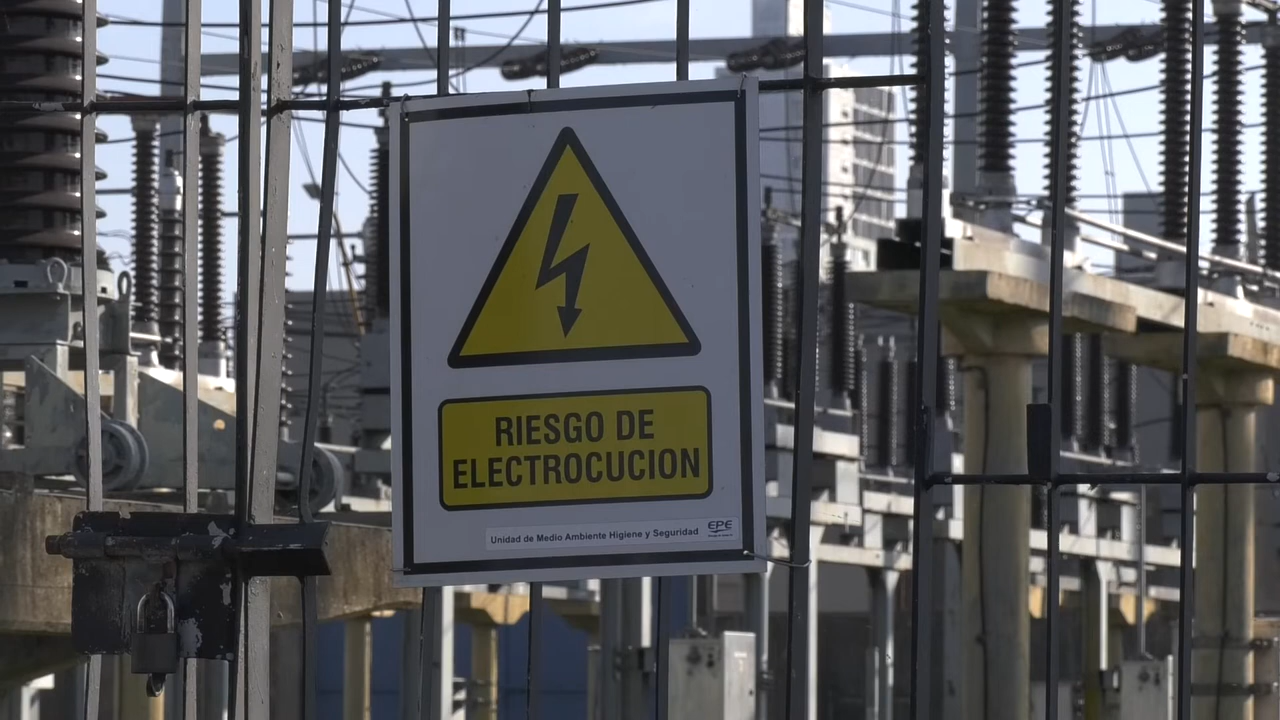 RIESGO DE
ELECTROCUCION
Unidad de Medio Ambiente Higiene y Seguridad
EPE